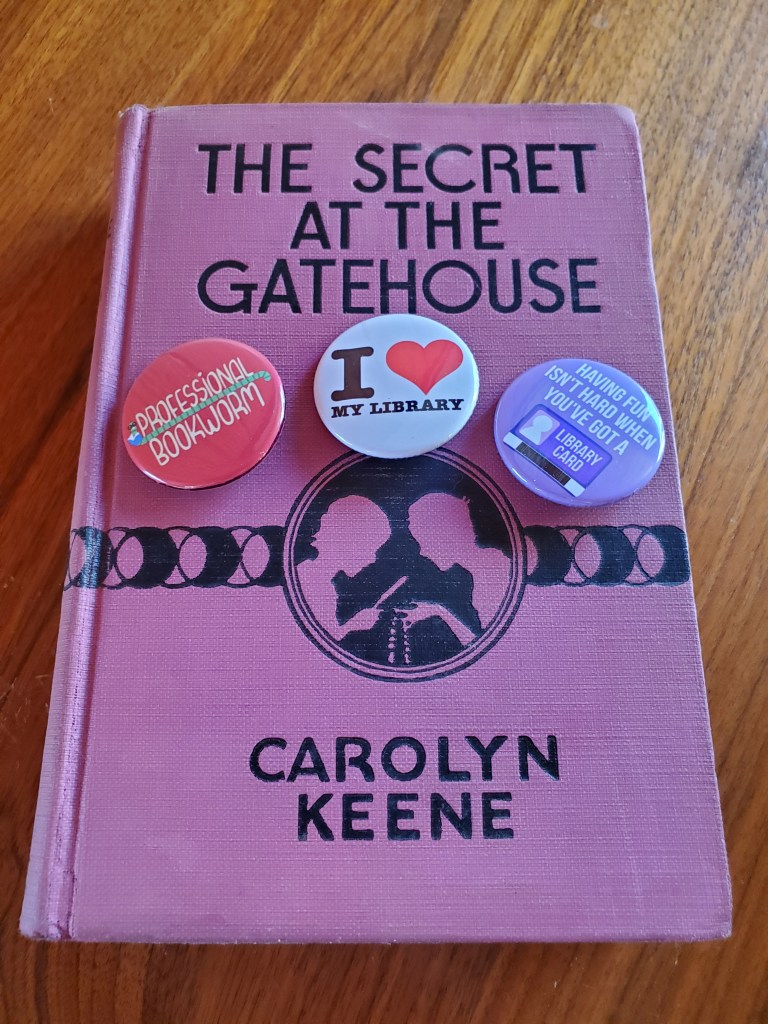 THE SECRET
AT THE
GATEHOUSE
PROFESSIONAL
BOOKWORM
I
MY LIBRARY
HAVING FUN
ISN'T HARD WHEN
YOU'VE GOT A
LIBRARY
CARD
CAROLYN
KEENE